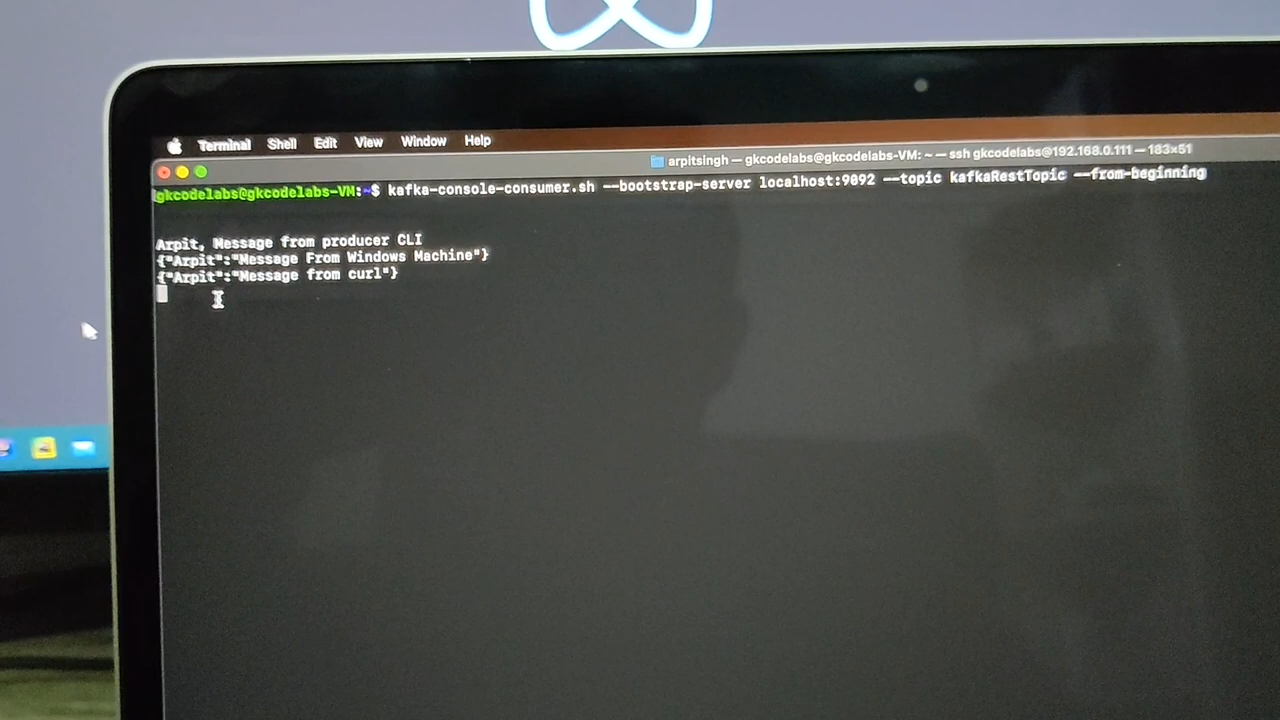 Terminal Shell Edit View Window Help
arpitsingh — gkcodelabs@gkcodelabs-VM: ~ — ssh gkcodelabs@192.168.0.111 — 183×51
gkcodelabs@gkcodelabs-VM:~$ kafka-console-consumer.sh --bootstrap-server localhost:9092 --topic kafkaRestTopic --from-beginning
Arpit, Message from producer CLI
{"Arpit":"Message From Windows Machine"}
{"Arpit":"Message from curl"}